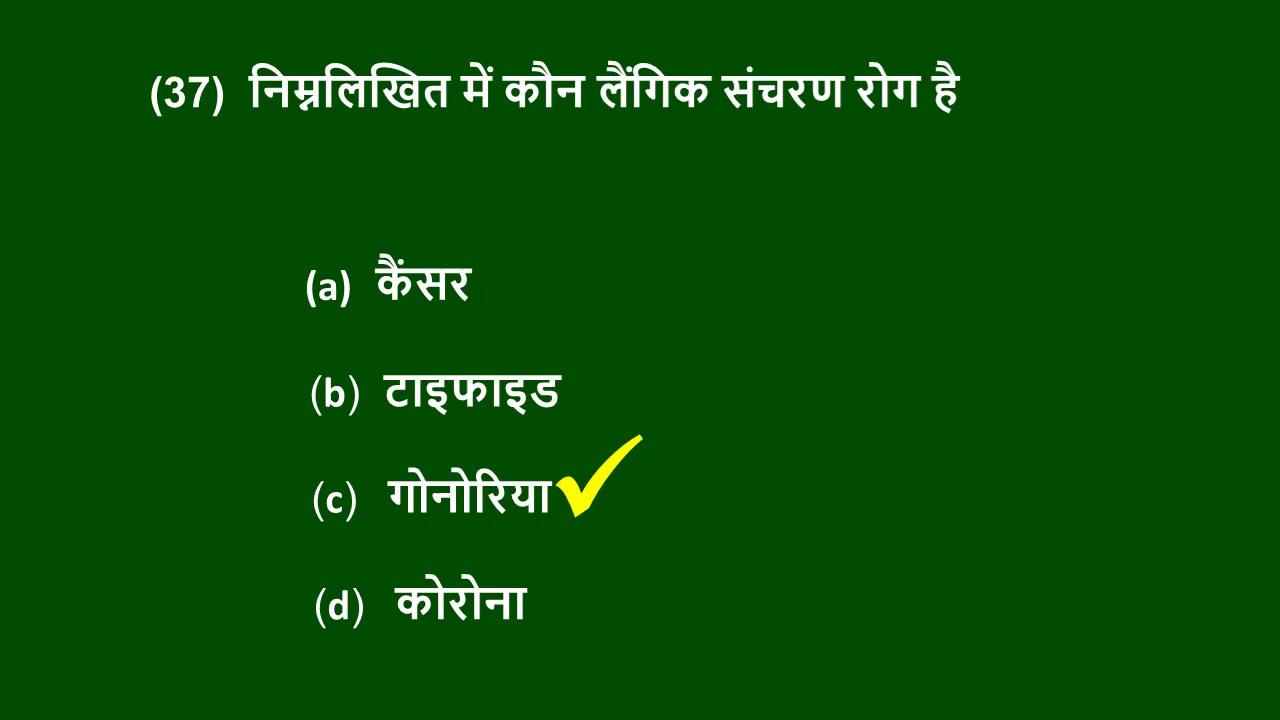 (37) निम्नलिखित में कौन लैंगिक संचरण रोग है
(a) कैंसर
(b) टाइफाइड
(c) गोनोरिया
(d) कोरोना